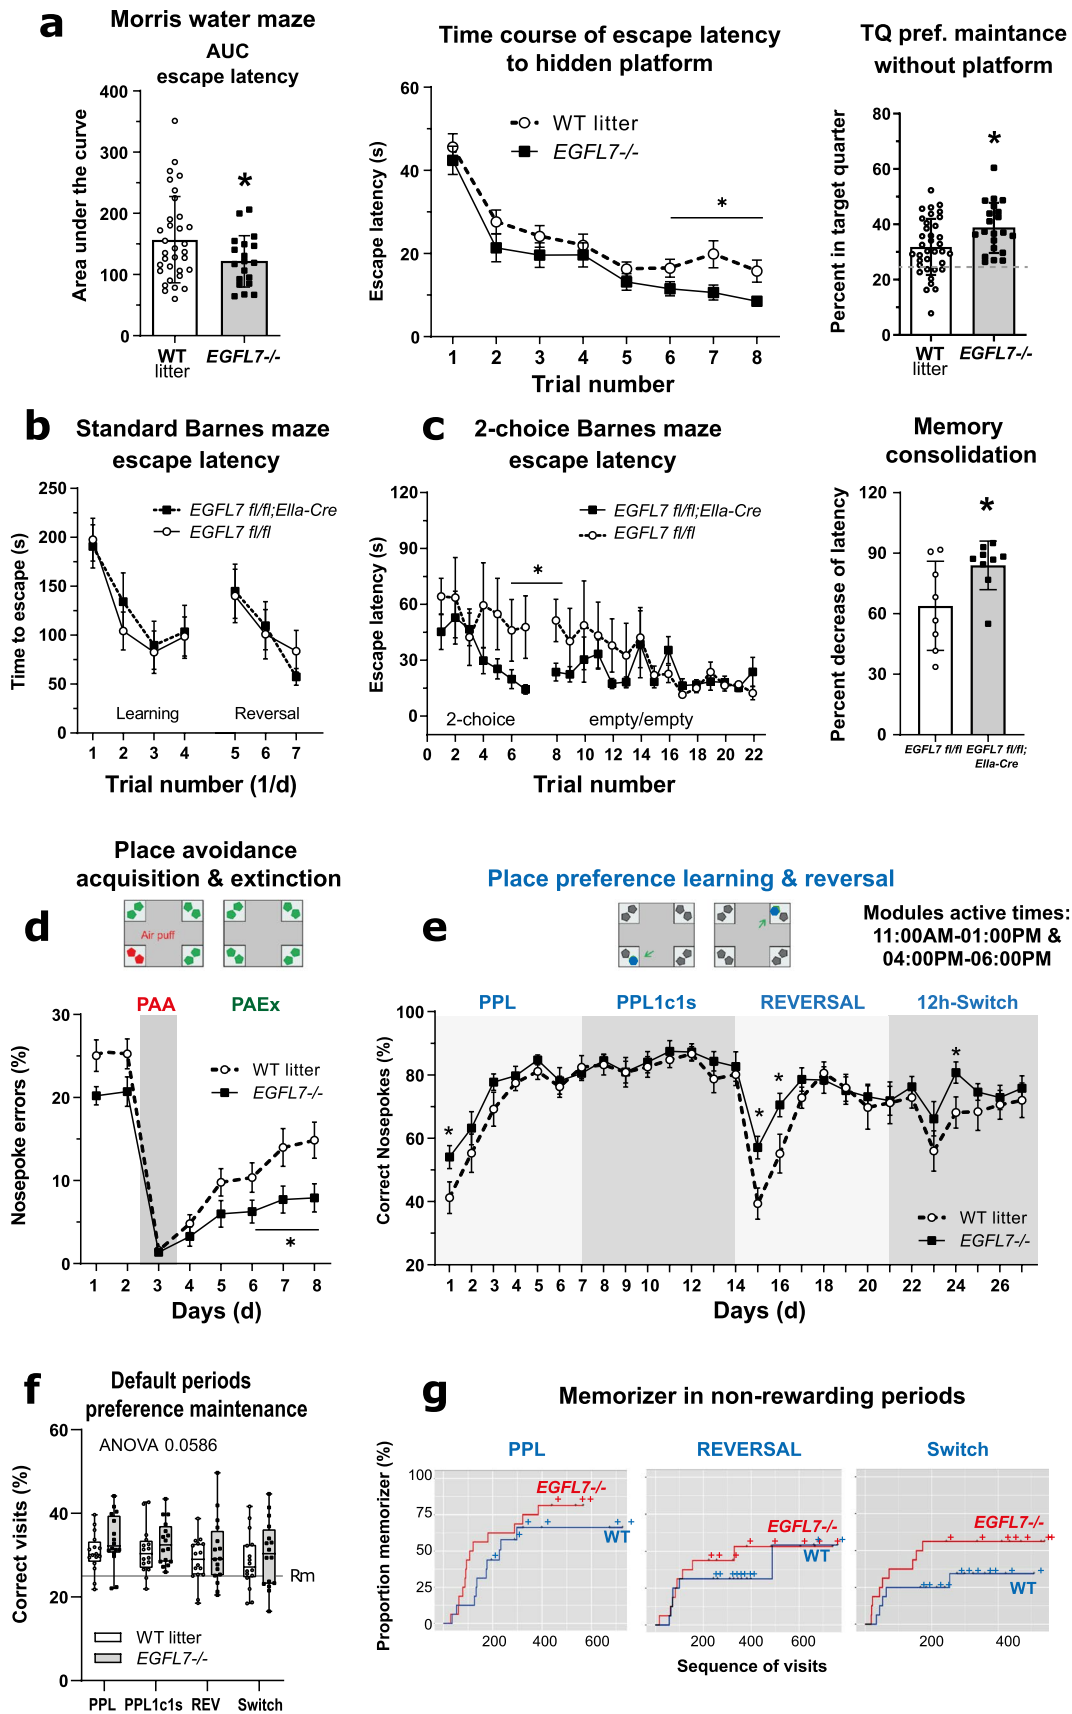 a
Morris water maze
AUC
escape latency
Area under the curve
400
300
200
100
0
*
WT
litter
EGFL7-/-
Time course of escape latency
to hidden platform
Escape latency (s)
60
40
20
0
WT litter
EGFL7-/-
*
1 2 3 4 5 6 7 8
Trial number
TQ pref. maintance
without platform
Percent in target quarter
80
60
40
20
0
*
WT
litter
EGFL7-/-
b
Standard Barnes maze
escape latency
Time to escape (s)
250
200
150
100
50
0
EGFL7 fl/fl;Ella-Cre
EGFL7 fl/fl
Learning
Reversal
1 2 3 4 5 6 7
Trial number (1/d)
c
2-choice Barnes maze
escape latency
Escape latency (s)
120
90
60
30
0
EGFL7 fl/fl;Ella-Cre
EGFL7 fl/fl
*
2-choice
empty/empty
0 2 4 6 8 10 12 14 16 18 20 22
Trial number
Memory
consolidation
Percent decrease of latency
120
90
60
30
0
*
EGFL7 fl/fl
EGFL7 fl/fl;
Ella-Cre
d
Place avoidance
acquisition & extinction
Air puff
PAA
PAEx
Nosepoke errors (%)
30
20
10
0
WT litter
EGFL7-/-
*
1 2 3 4 5 6 7 8
Days (d)
e
Place preference learning & reversal
Modules active times:
11:00AM-01:00PM &
04:00PM-06:00PM
PPL
PPL1c1s
REVERSAL
12h-Switch
Correct Nosepokes (%)
100
80
60
40
20
*
*
*
*
WT litter
EGFL7-/-
1 2 3 4 5 6 7 8 9 10 12 14 16 18 20 22 24 26
Days (d)
f
Default periods
preference maintenance
Correct visits (%)
60
40
20
0
ANOVA 0.0586
Rm
WT litter
EGFL7-/-
PPL PPL1c1s REV Switch
g
Memorizer in non-rewarding periods
Proportion memorizer (%)
PPL
REVERSAL
Switch
100
75
50
25
0
EGFL7-/-
WT
EGFL7-/-
WT
EGFL7-/-
WT
200 400 600
200 400 600
200 400
Sequence of visits